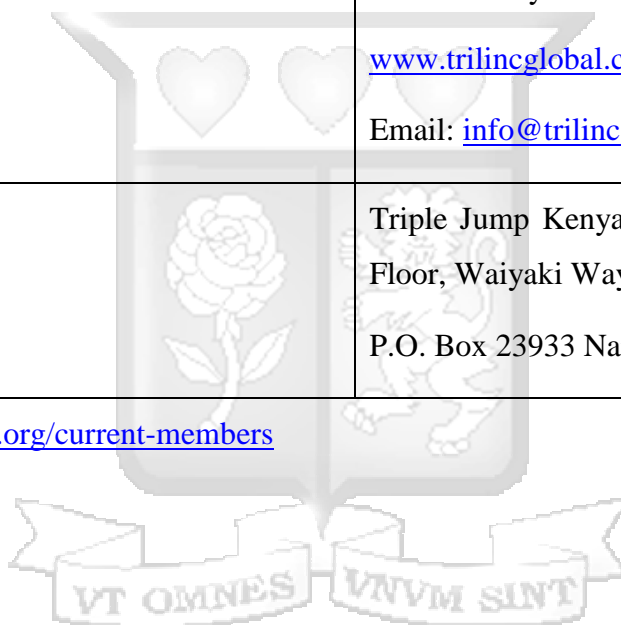 www.trilincglobal.c
Email: info@trilinc
Triple Jump Kenya
Floor, Waiyaki Way
P.O. Box 23933 Na
.org/current-members
VT OMNES VNVM SINT